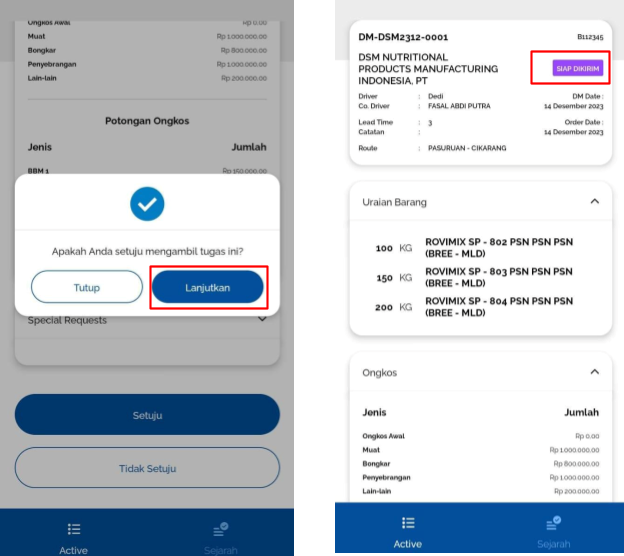 Ongkos Awal Rp 0.00
Muat Rp 1.000.000.00
Bongkar Rp 800.000.00
Penyebrangan Rp 1.000.000.00
Lain-lain Rp 200.000.00
Potongan Ongkos
Jenis Jumlah
BBM 1 Rp 150.000.00
Apakah Anda setuju mengambil tugas ini?
Tutup Lanjutkan
Special Requests
Setuju
Tidak Setuju
Active Sejarah
DM-DSM2312-0001 B112345
DSM NUTRITIONAL
PRODUCTS MANUFACTURING
INDONESIA, PT
SIAP DIKIRIM
Driver : Dedi DM Date :
Co. Driver : FASAL ABDI PUTRA 14 Desember 2023
Lead Time : 3 Order Date :
Catatan : 14 Desember 2023
Route : PASURUAN - CIKARANG
Uraian Barang
100 KG ROVIMIX SP - 802 PSN PSN PSN
(BREE - MLD)
150 KG ROVIMIX SP - 803 PSN PSN PSN
(BREE - MLD)
200 KG ROVIMIX SP - 804 PSN PSN PSN
(BREE - MLD)
Ongkos
Jenis Jumlah
Ongkos Awal Rp 0.00
Muat Rp 1.000.000.00
Bongkar Rp 800.000.00
Penyebrangan Rp 1.000.000.00
Lain-lain Rp 200.000.00
Active Sejarah